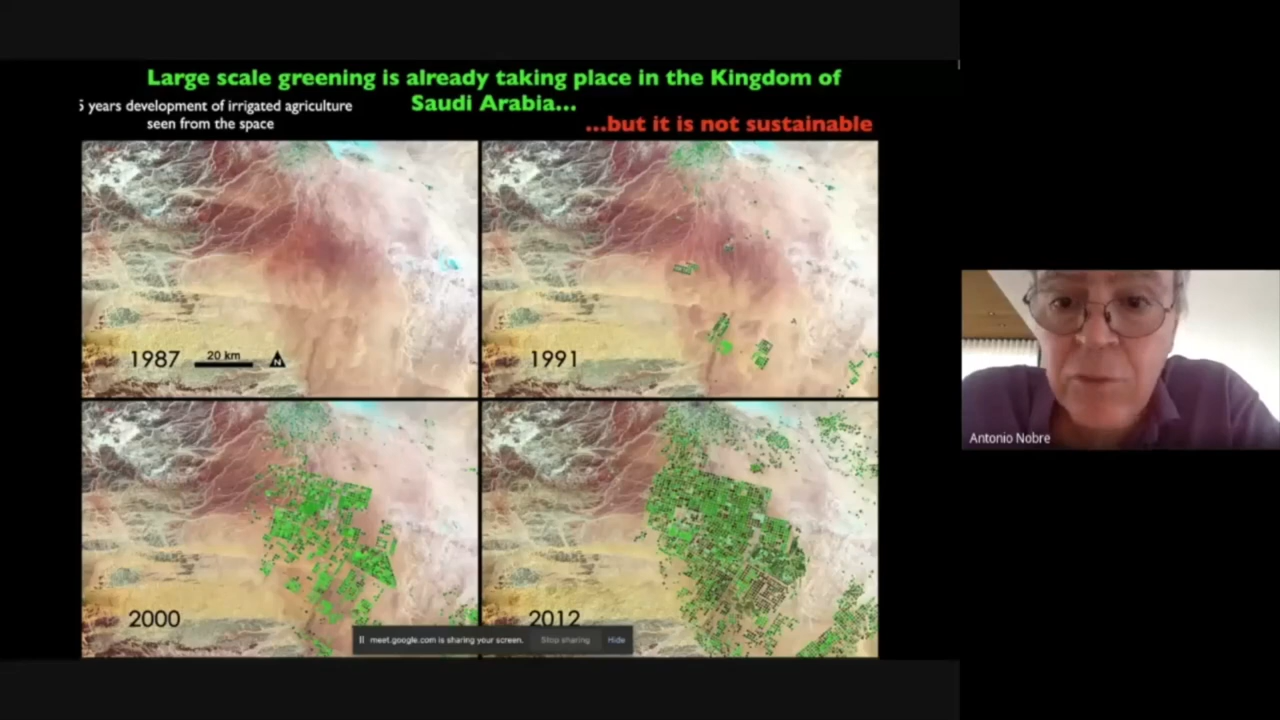 Large scale greening is already taking place in the Kingdom of
Saudi Arabia...
5 years development of irrigated agriculture
seen from the space
...but it is not sustainable
1987
20 km
N
1991
2000
2012
meet.google.com is sharing your screen.
Stop sharing
Hide
Antonio Nobre